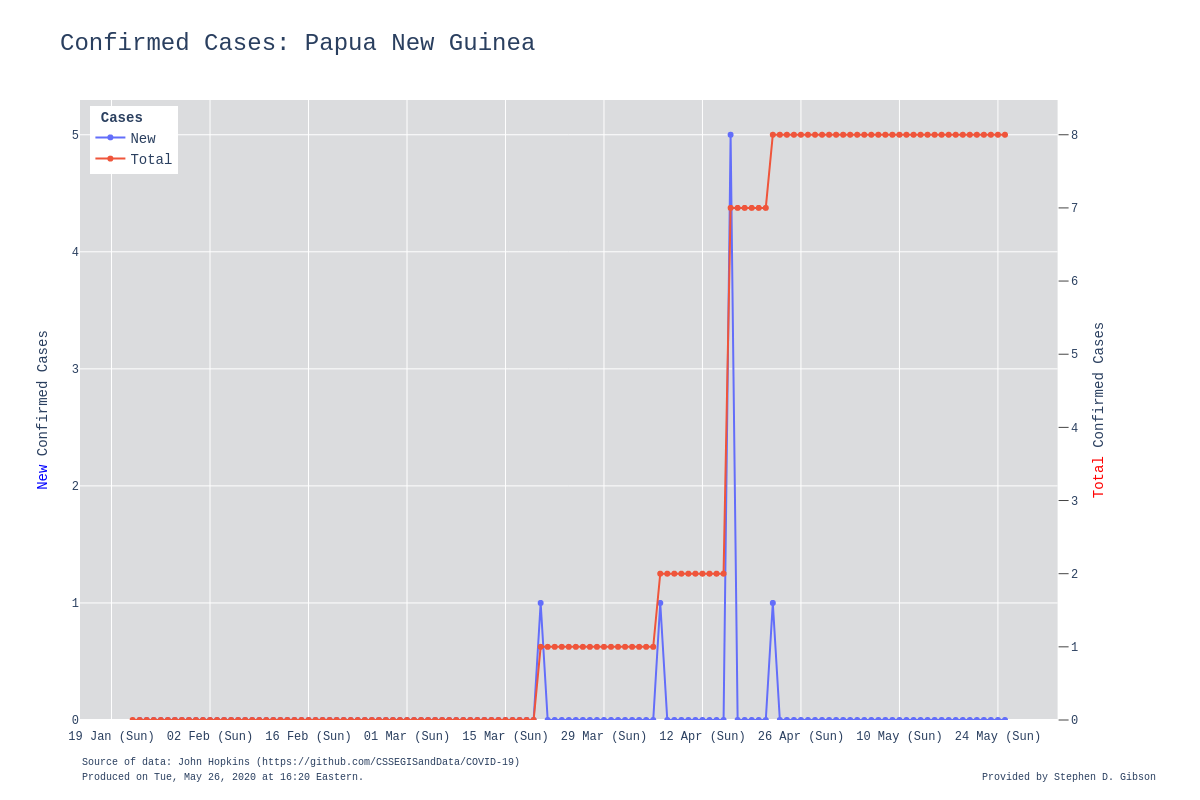 Confirmed Cases: Papua New Guinea
Cases
New
Total
5
4
3
2
1
0
New Confirmed Cases
8
7
6
5
4
3
2
1
0
Total Confirmed Cases
19 Jan (Sun) 02 Feb (Sun) 16 Feb (Sun) 01 Mar (Sun) 15 Mar (Sun) 29 Mar (Sun) 12 Apr (Sun) 26 Apr (Sun) 10 May (Sun) 24 May (Sun)
Source of data: John Hopkins (https://github.com/CSSEGISandData/COVID-19)
Produced on Tue, May 26, 2020 at 16:20 Eastern.
Provided by Stephen D. Gibson